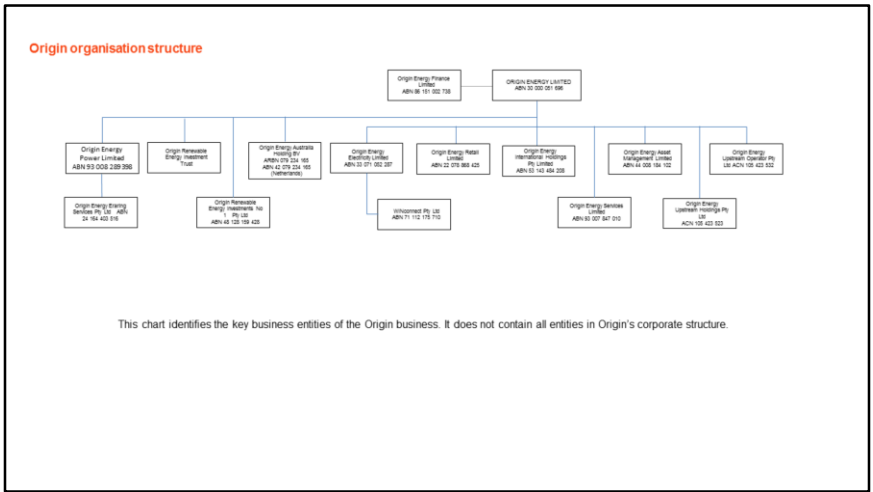 Origin organisation structure
Origin Energy Finance
Limited
ABN 86 151 002 738
ORIGIN ENERGY LIMITED
ABN 30 000 051 696
Origin Energy
Power Limited
ABN 93 008 289 398
Origin Renewable
Energy Investment
Trust
Origin Energy Australia
Holding BV
ARBN 079 234 165
ABN 42 079 234 165
(Netherlands)
Origin Energy
Electricity Limited
ABN 33 071 052 287
Origin Energy Retail
Limited
ABN 22 078 868 425
Origin Energy
International Holdings
Pty Limited
ABN 53 143 484 208
Origin Energy Asset
Management Limited
ABN 44 008 184 102
Origin Energy
Upstream Operator Pty
Ltd ACN 105 423 532
Origin Energy Eraring
Services Pty Ltd ABN
24 164 403 516
Origin Renewable
Energy Investments No
1 Pty Ltd
ABN 48 128 159 428
WINconnect Pty Ltd
ABN 71 112 175 710
Origin Energy Services
Limited
ABN 93 007 847 010
Origin Energy
Upstream Holdings Pty
Ltd
ACN 105 423 523
This chart identifies the key business entities of the Origin business. It does not contain all entities in Origin's corporate structure.